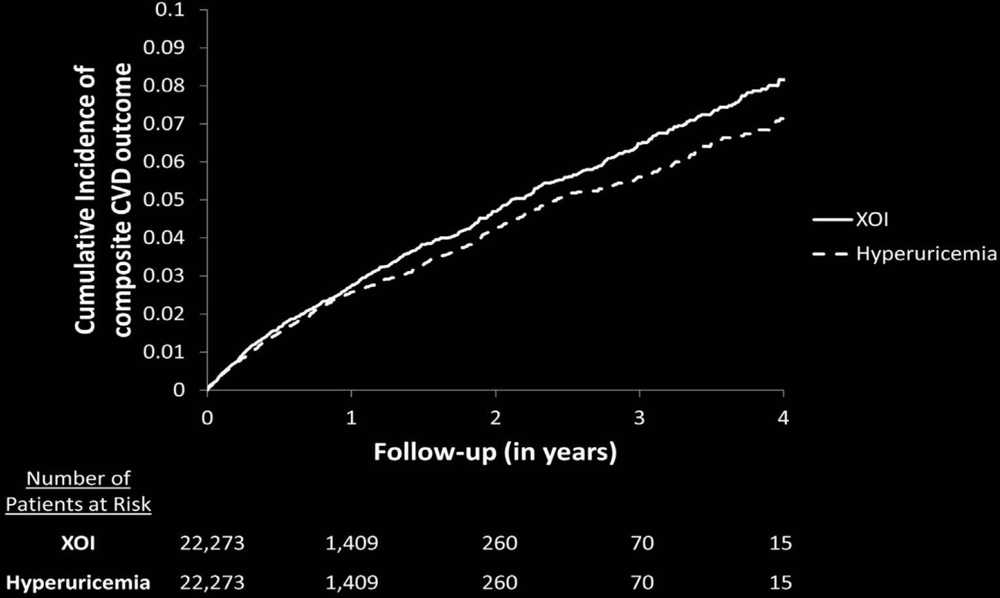 Cumulative Incidence of
composite CVD outcome
0.1
0.09
0.08
0.07
0.06
0.05
0.04
0.03
0.02
0.01
0
0 1 2 3 4
Follow-up (in years)
XOI
Hyperuricemia
Number of
Patients at Risk
XOI 22,273 1,409 260 70 15
Hyperuricemia 22,273 1,409 260 70 15